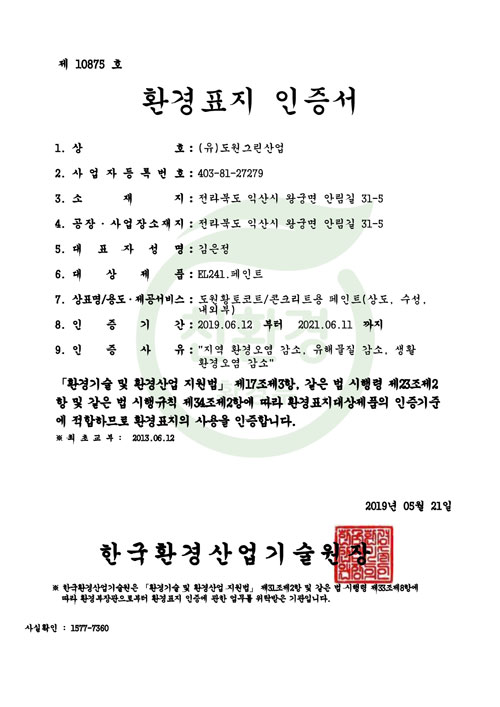 제 10875 호
환경표지 인증서
1. 상 호 : (유)도원그린산업
2. 사 업 자 등 록 번 호 : 403-81-27279
3. 소 재 지 : 전라북도 익산시 왕궁면 안림길 31-5
4. 공장 · 사업장소재지 : 전라북도 익산시 왕궁면 안림길 31-5
5. 대 표 자 성 명 : 김은정
6. 대 상 제 품 : EL241.페인트
7. 상표명/용도·제공서비스 : 도원황토코트/콘크리트용 페인트(상도, 수성,
내외부)
8. 인 증 기 간 : 2019.06.12 부터 2021.06.11 까지
9. 인 증 사 유 : "지역 환경오염 감소, 유해물질 감소, 생활
환경오염 감소"
「환경기술 및 환경산업 지원법」 제17조제3항, 같은 법 시행령 제23조제2
항 및 같은 법 시행규칙 제34조제2항에 따라 환경표지대상제품의 인증기준
에 적합하므로 환경표지의 사용을 인증합니다.
※ 최 초 교 부 : 2013.06.12
친환경
2019년 05월 21일
한국환경산업기술원장
※ 한국환경산업기술원은 「환경기술 및 환경산업 지원법」 제31조제2항 및 같은 법 시행령 제33조제8항에
따라 환경부장관으로부터 환경표지 인증에 관한 업무를 위탁받은 기관입니다.
사실확인 : 1577-7360